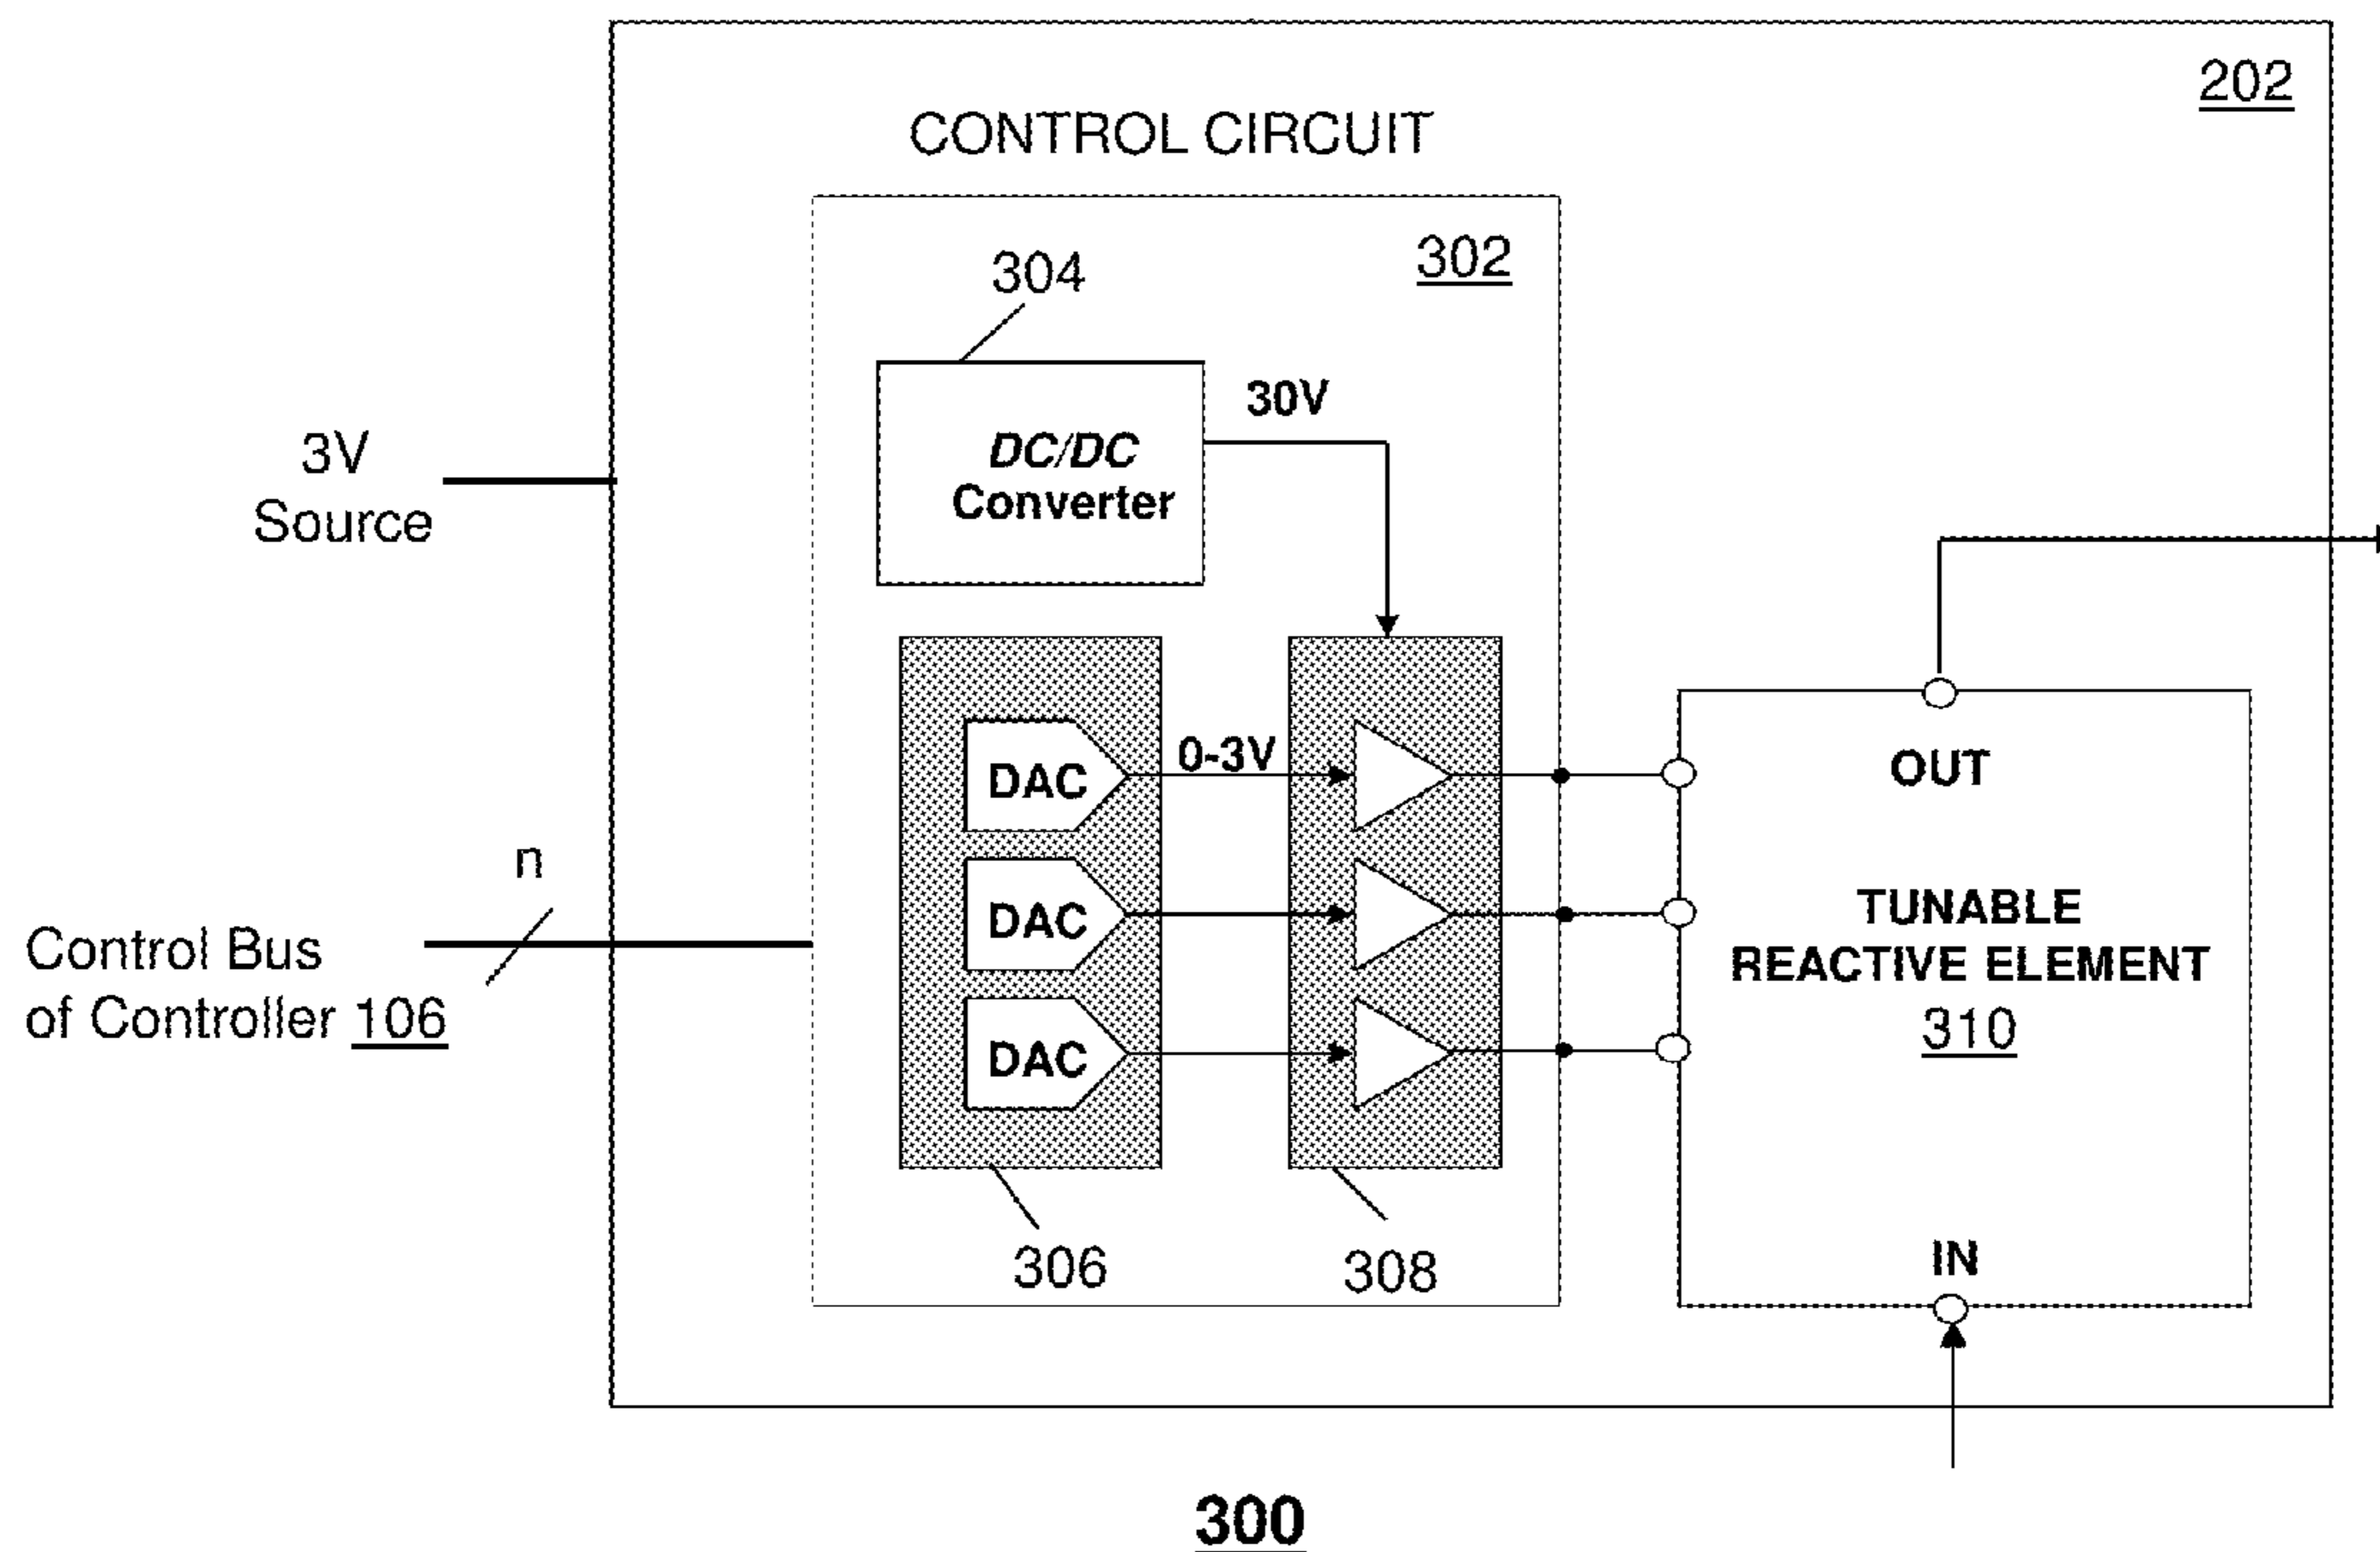 202
CONTROL CIRCUIT
302
304
30V
DC/DC
Converter
3V
Source
0-3V
DAC
DAC
DAC
OUT
TUNABLE
REACTIVE ELEMENT
310
IN
n
Control Bus
of Controller 106
306
308
300